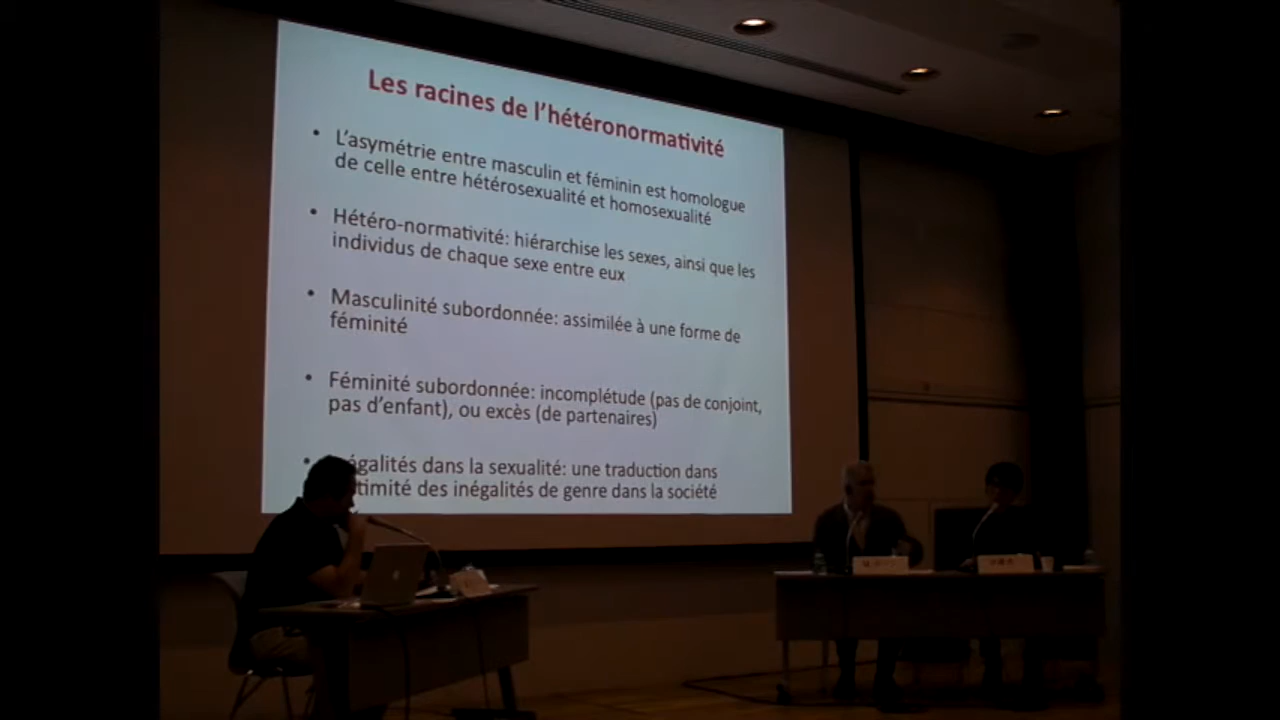 Les racines de l'hétéronormativité
• L'asymétrie entre masculin et féminin est homologue
de celle entre hétérosexualité et homosexualité
• Hétéro-normativité: hiérarchise les sexes, ainsi que les
individus de chaque sexe entre eux
• Masculinité subordonnée: assimilée à une forme de
féminité
• Féminité subordonnée: incomplétude (pas de conjoint,
pas d'enfant), ou excès (de partenaires)
• égalités dans la sexualité: une traduction dans
timité des inégalités de genre dans la société